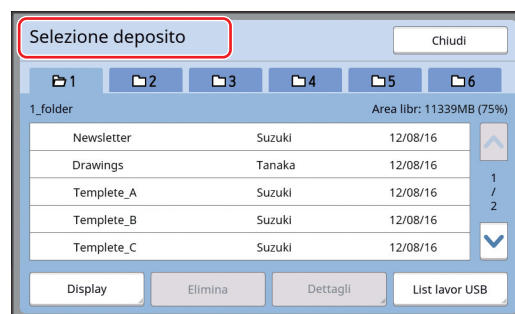 Selezione deposito Chiudi
1 2 3 4 5 6
1_folder Area libr: 11339MB (75%)
Newsletter Suzuki 12/08/16
Drawings Tanaka 12/08/16
Templete_A Suzuki 12/08/16
Templete_B Suzuki 12/08/16
Templete_C Suzuki 12/08/16
1
/
2
Display Elimina Dettagli List lavor USB